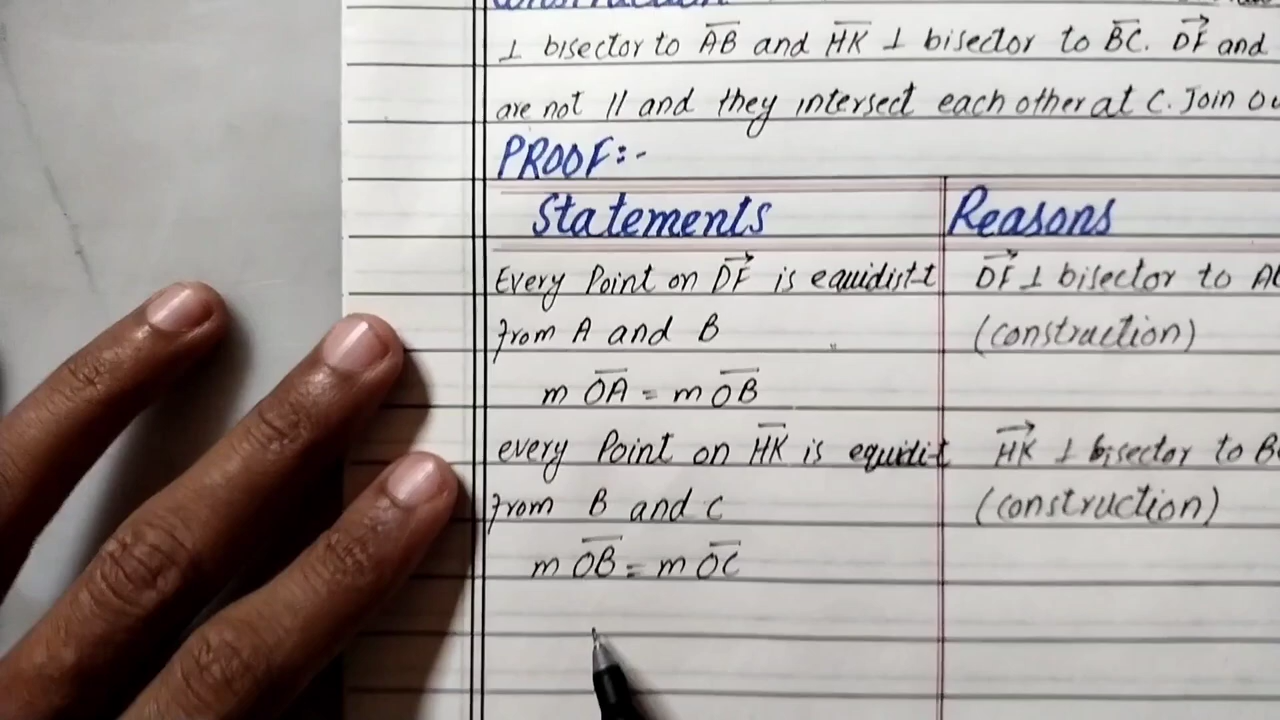 Construction
⊥ bisector to AB and HK ⊥ bisector to BC. DF and
are not // and they intersect each other at C. Join
PROOF:-
Statements
Reasons
Every Point on DF is equidist-t
DF ⊥ bisector to
from A and B
(construction)
m OA = m OB
every Point on HK is equidit
HK ⊥ bisector to
from B and C
(construction)
m OB = m OC